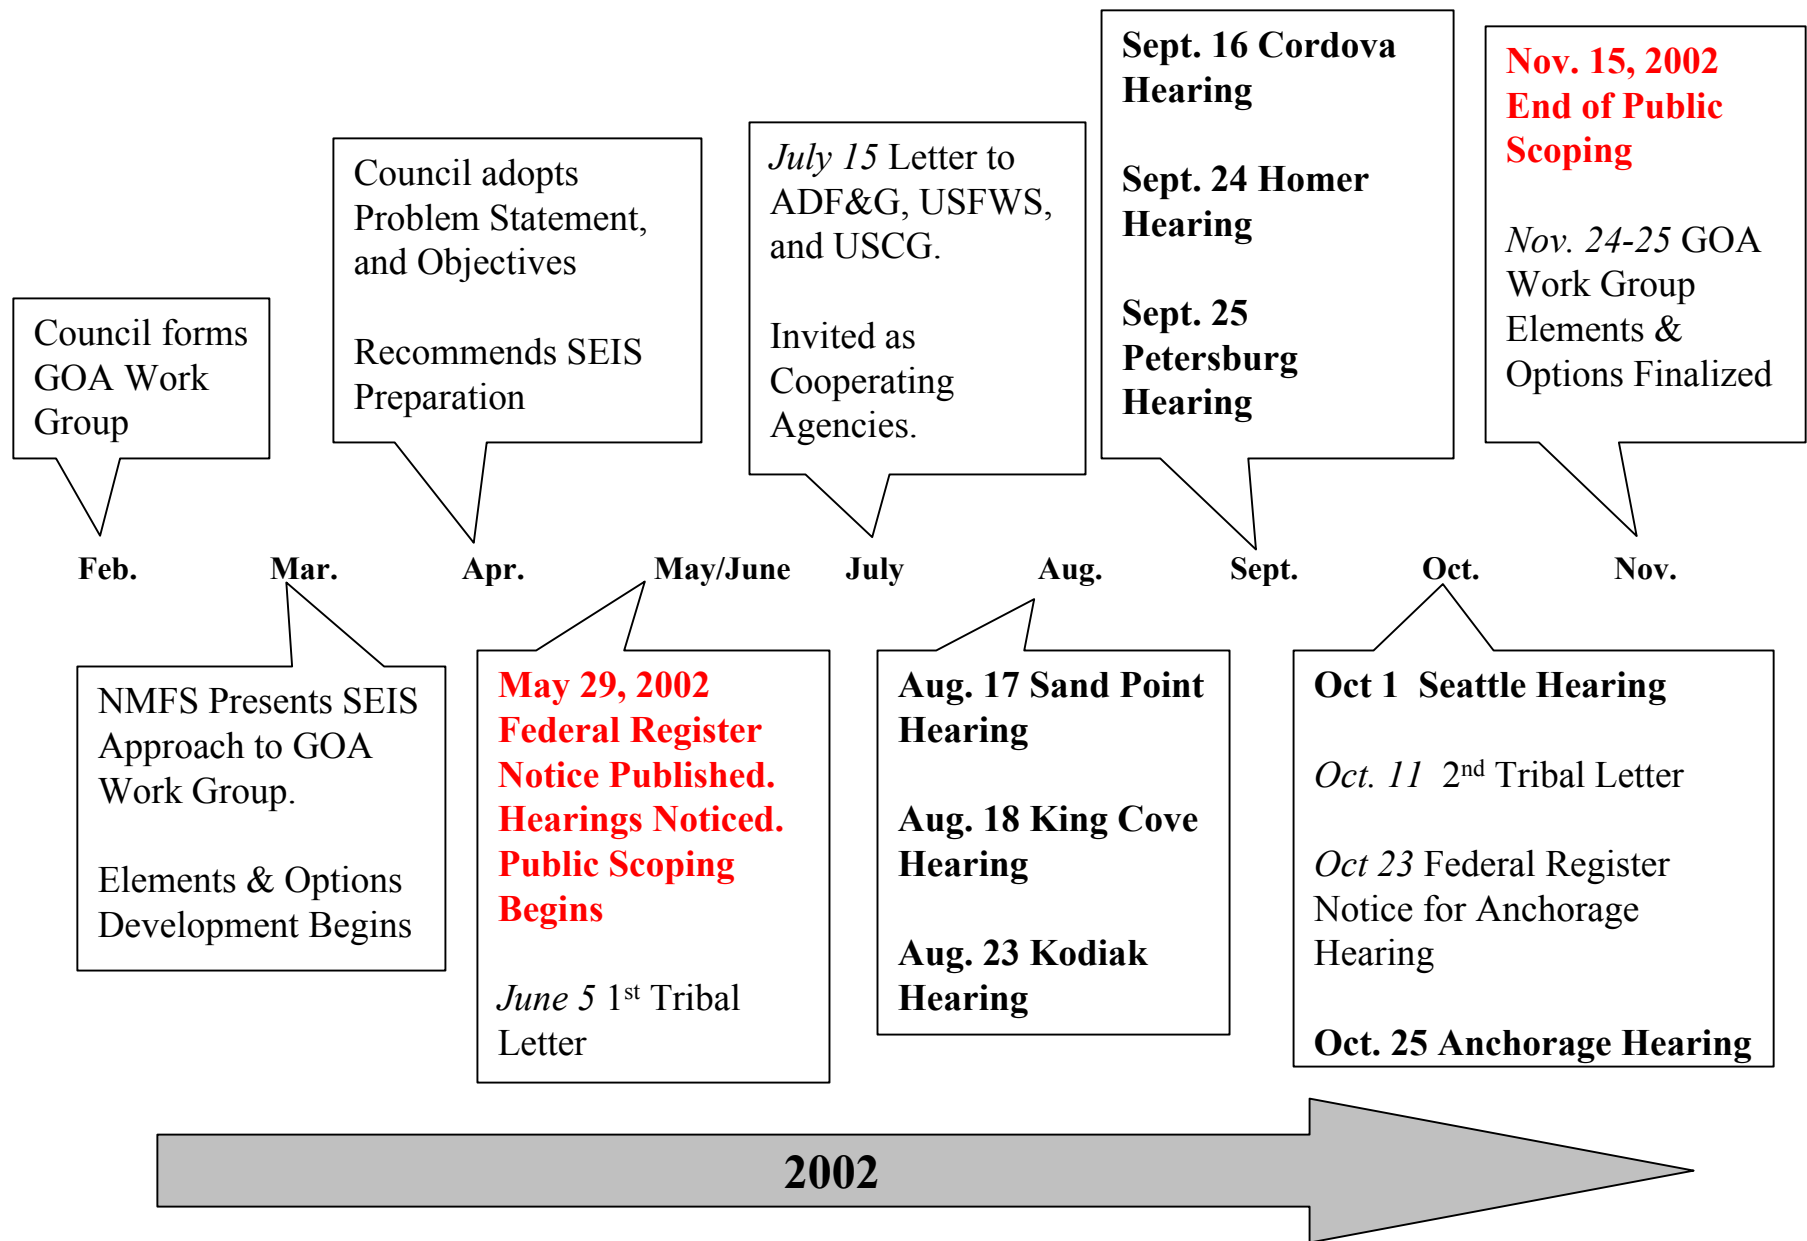 Council forms
GOA Work
Group
Council adopts
Problem Statement,
and Objectives
Recommends SEIS
Preparation
July 15 Letter to
ADF&G, USFWS,
and USCG.
Invited as
Cooperating
Agencies.
Sept. 16 Cordova
Hearing
Sept. 24 Homer
Hearing
Sept. 25
Petersburg
Hearing
Nov. 15, 2002
End of Public
Scoping
Nov. 24-25 GOA
Work Group
Elements &
Options Finalized
Feb. Mar. Apr. May/June July Aug. Sept. Oct. Nov.
NMFS Presents SEIS
Approach to GOA
Work Group.
Elements & Options
Development Begins
May 29, 2002
Federal Register
Notice Published.
Hearings Noticed.
Public Scoping
Begins
June 5 1st Tribal
Letter
Aug. 17 Sand Point
Hearing
Aug. 18 King Cove
Hearing
Aug. 23 Kodiak
Hearing
Oct 1 Seattle Hearing
Oct. 11 2nd Tribal Letter
Oct 23 Federal Register
Notice for Anchorage
Hearing
Oct. 25 Anchorage Hearing
2002